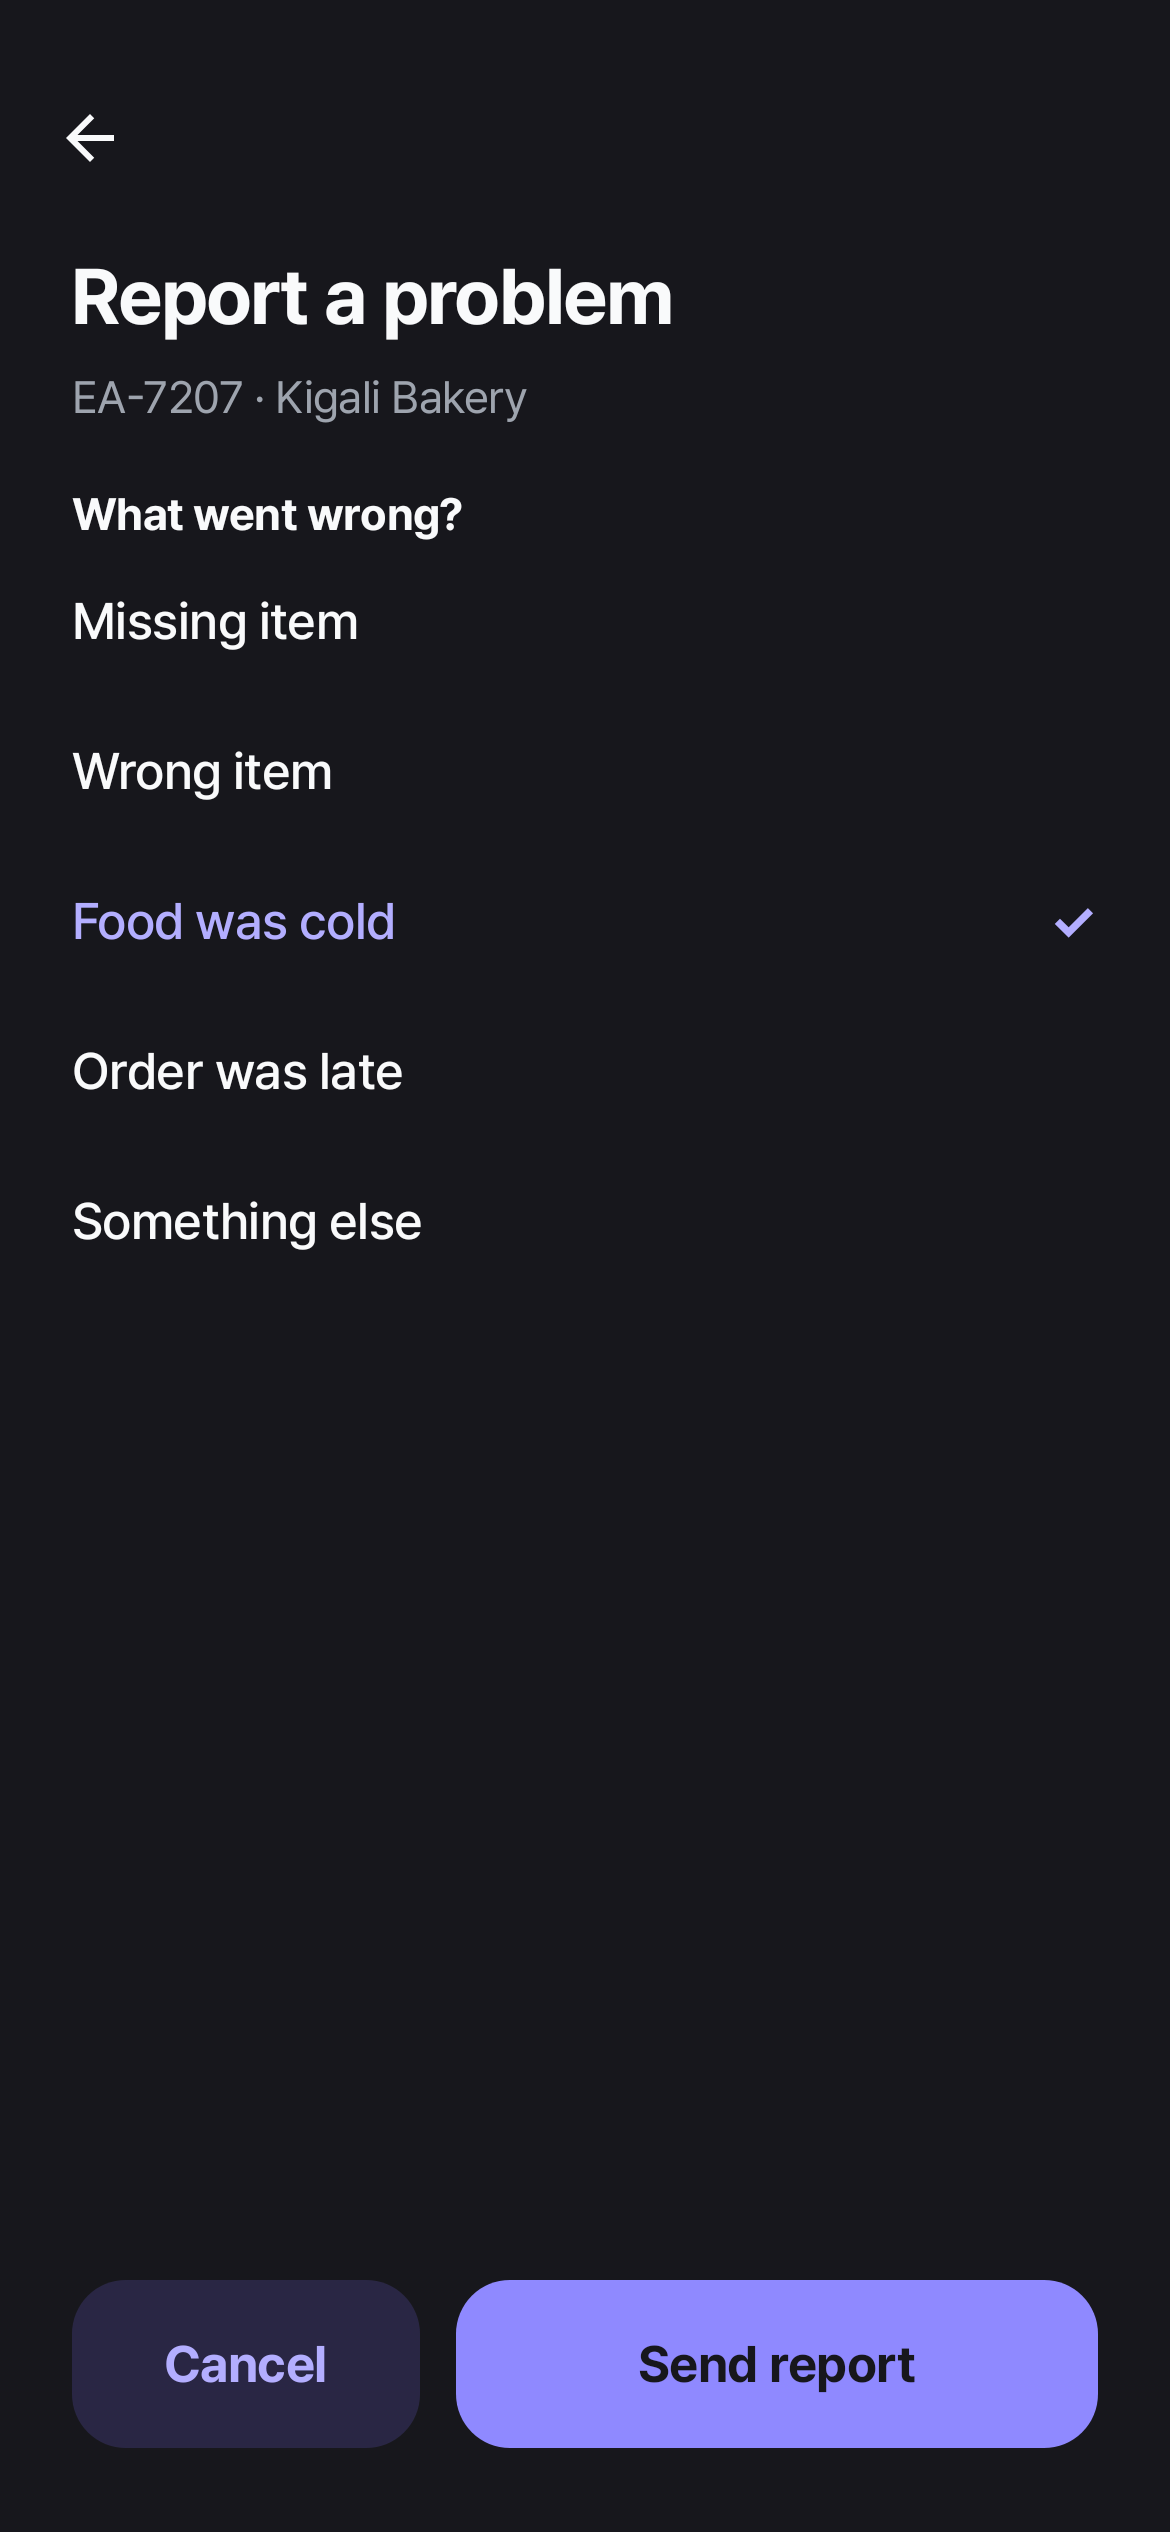 Report a problem
EA-7207 · Kigali Bakery
What went wrong?
Missing item
Wrong item
Food was cold
Order was late
Something else
Cancel
Send report